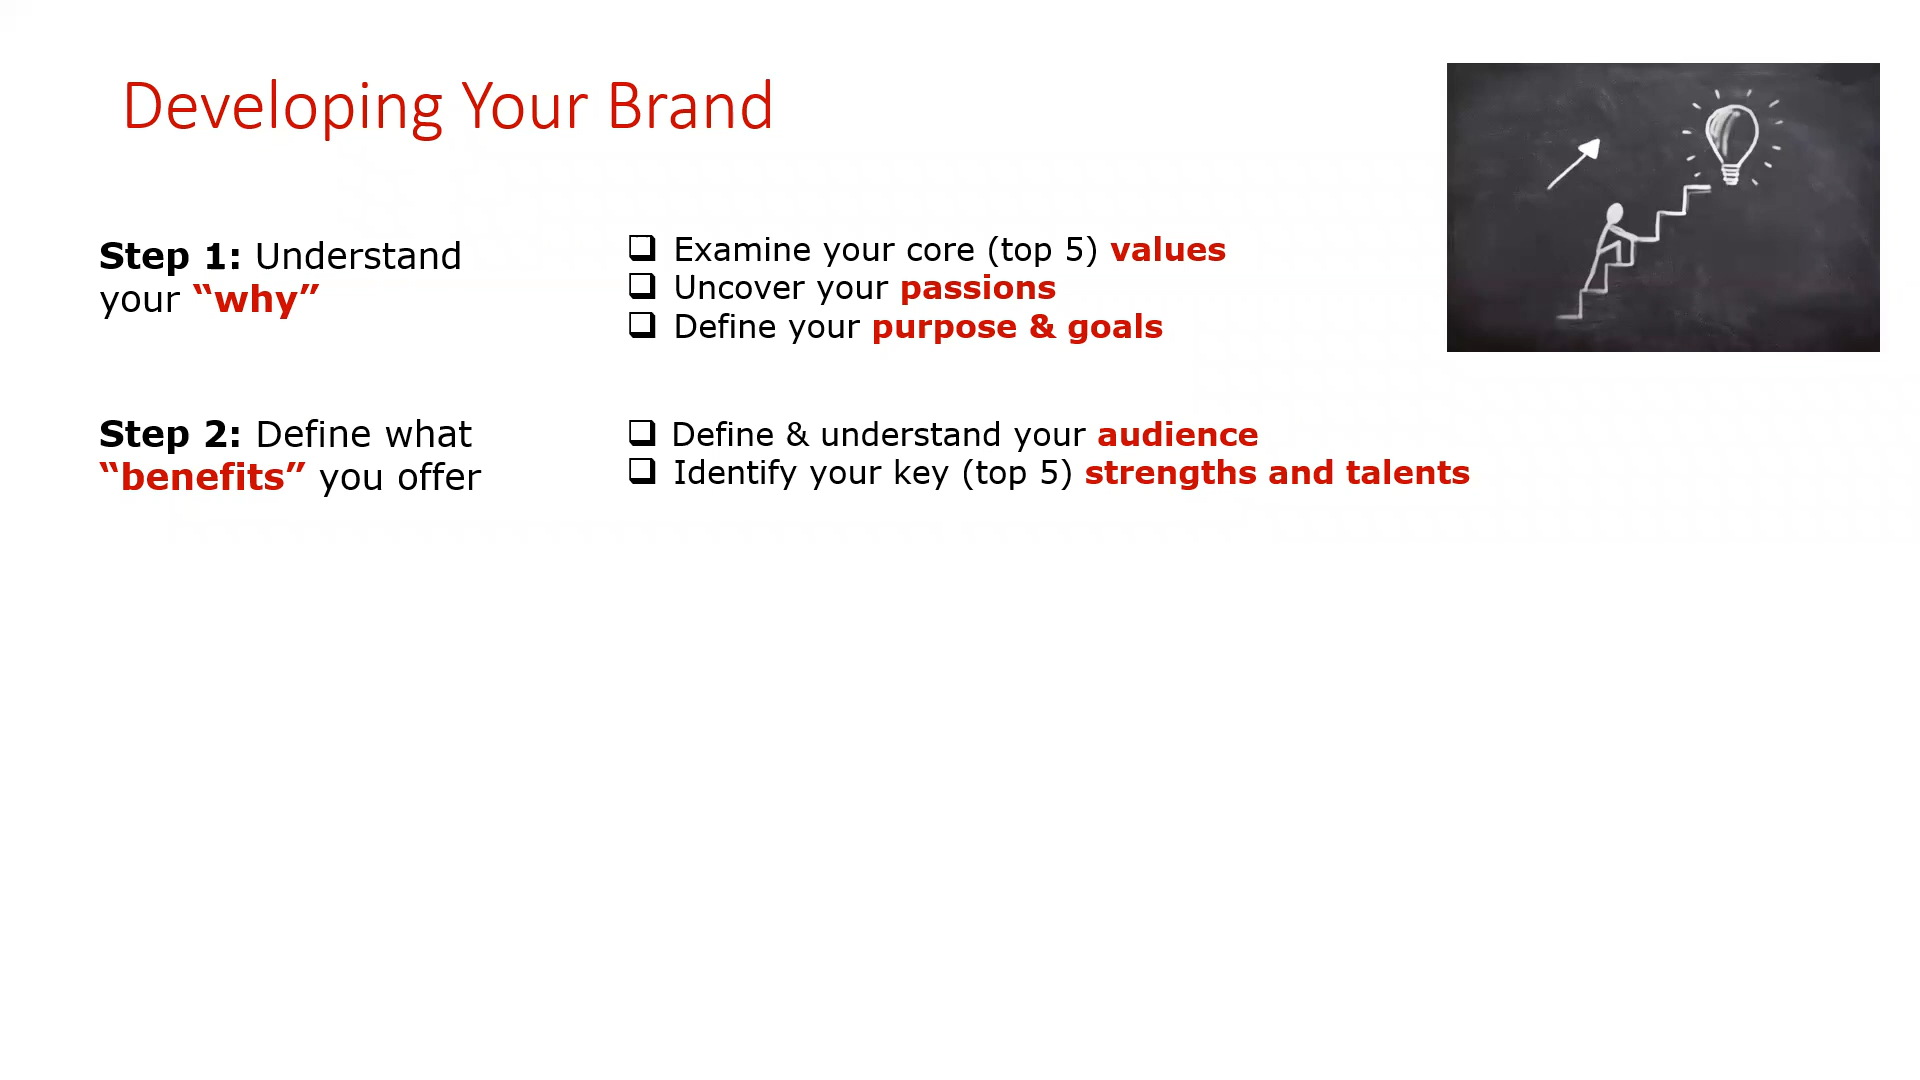 Developing Your Brand
Step 1: Understand
your “why”
❑ Examine your core (top 5) values
❑ Uncover your passions
❑ Define your purpose & goals
Step 2: Define what
“benefits” you offer
❑ Define & understand your audience
❑ Identify your key (top 5) strengths and talents